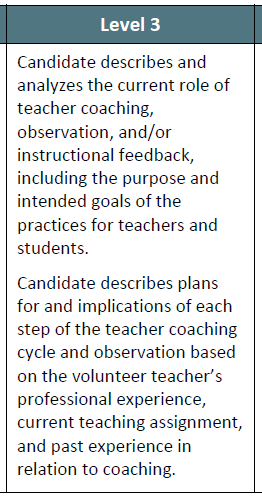 Level 3
Candidate describes and
analyzes the current role of
teacher coaching,
observation, and/or
instructional feedback,
including the purpose and
intended goals of the
practices for teachers and
students.
Candidate describes plans
for and implications of each
step of the teacher coaching
cycle and observation based
on the volunteer teacher’s
professional experience,
current teaching assignment,
and past experience in
relation to coaching.